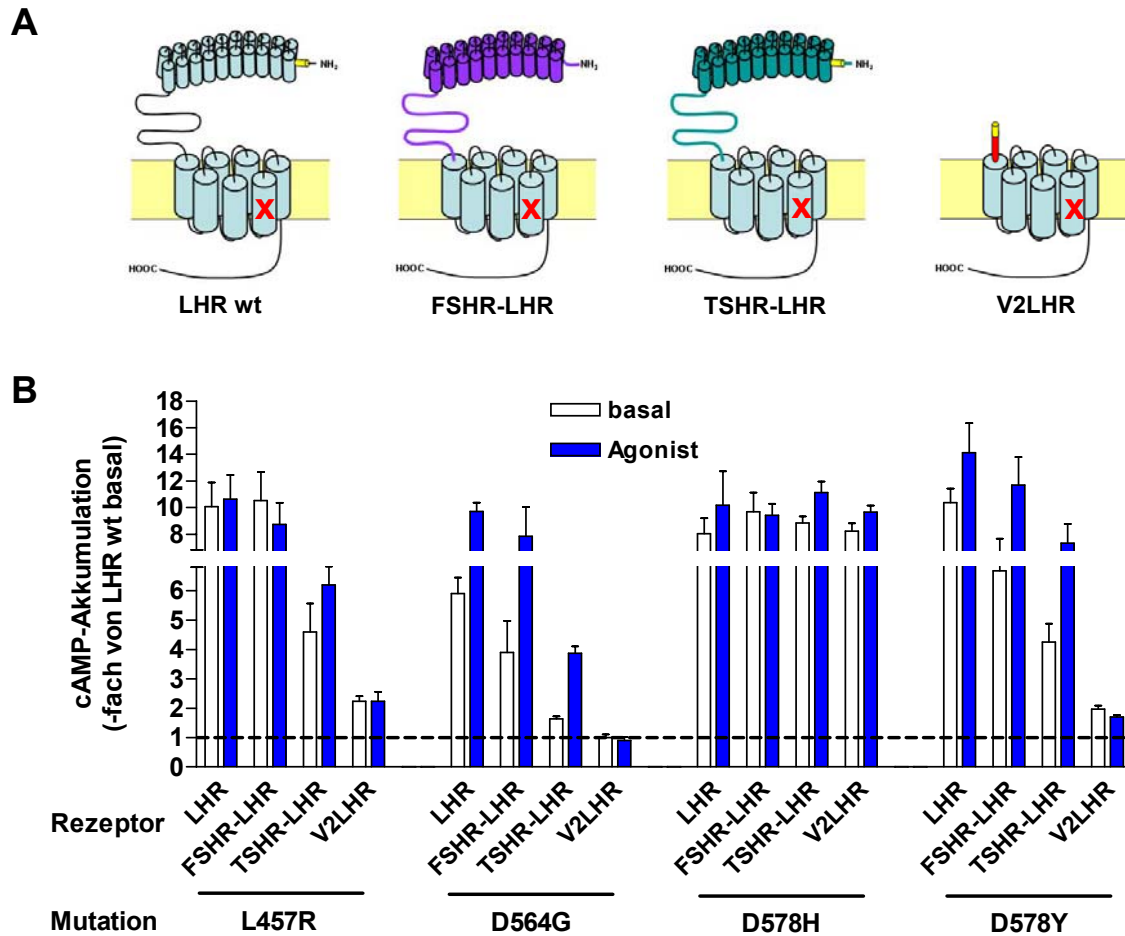 A
NH₂
NH₂
NH₂
X
X
X
X
HOOC
HOOC
HOOC
LHR wt
FSHR-LHR
TSHR-LHR
V2LHR
B
cAMP-Akkumulation
(-fach von LHR wt basal)
18
16
14
12
10
8
6
4
3
2
1
0
basal
Agonist
Rezeptor
LHR
FSHR-LHR
TSHR-LHR
V2LHR
LHR
FSHR-LHR
TSHR-LHR
V2LHR
LHR
FSHR-LHR
TSHR-LHR
V2LHR
LHR
FSHR-LHR
TSHR-LHR
V2LHR
Mutation
L457R
D564G
D578H
D578Y